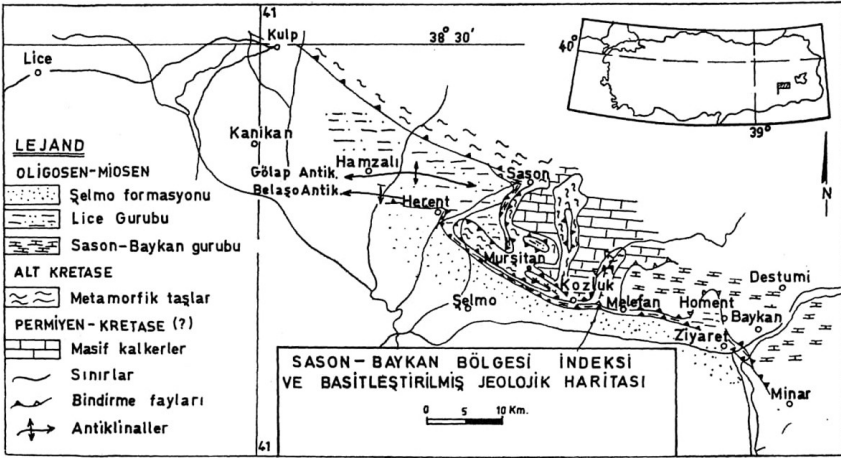 41
Kulp
38° 30'
40°
39°
Lice
Kanikan
LEJAND
OLİGOSEN-MİOSEN
Şelmo formasyonu
Lice Gurubu
Sason-Baykan gurubu
ALT KRETASE
Metamorfik taşlar
PERMİYEN-KRETASE (?)
Masif kalkerler
Sınırlar
Bindirme fayları
Antiklinaller
Hamzalı
Gölap Antik.
Belaşo Antik
Herent
Sason
N
Murşitan
Kozluk
Şelmo
Melefan
Homent
Destumi
Baykan
Ziyaret
Minar
SASON-BAYKAN BÖLGESİ İNDEKSİ
VE BASİTLEŞTİRİLMİŞ JEOLOJİK HARİTASI
0 5 10 Km.
41